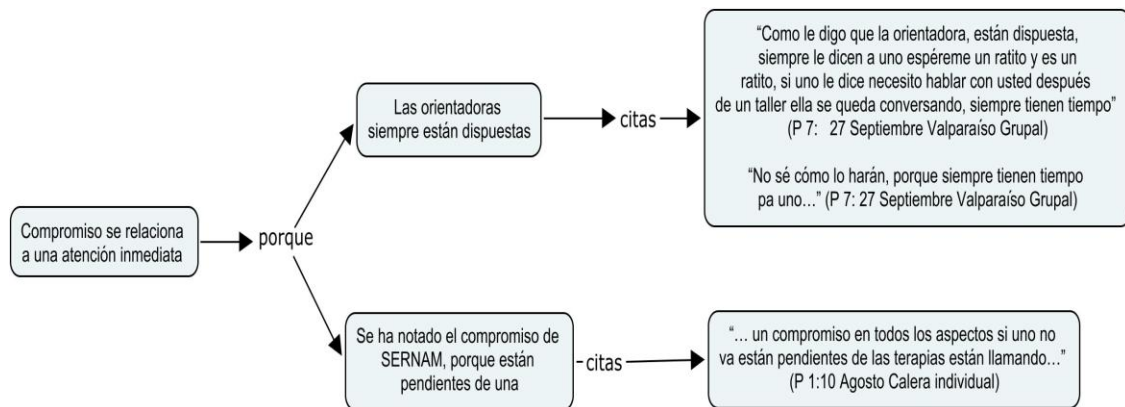 Compromiso se relaciona
a una atención inmediata
porque
Las orientadoras
siempre están dispuestas
citas
“Como le digo que la orientadora, están dispuesta,
siempre le dicen a uno espéreme un ratito y es un
ratito, si uno le dice necesito hablar con usted después
de un taller ella se queda conversando, siempre tienen tiempo”
(P 7: 27 Septiembre Valparaíso Grupal)
“No sé cómo lo harán, porque siempre tienen tiempo
pa uno…” (P 7: 27 Septiembre Valparaíso Grupal)
Se ha notado el compromiso de
SERNAM, porque están
pendientes de una
citas
“… un compromiso en todos los aspectos si uno no
va están pendientes de las terapias están llamando…”
(P 1:10 Agosto Calera individual)